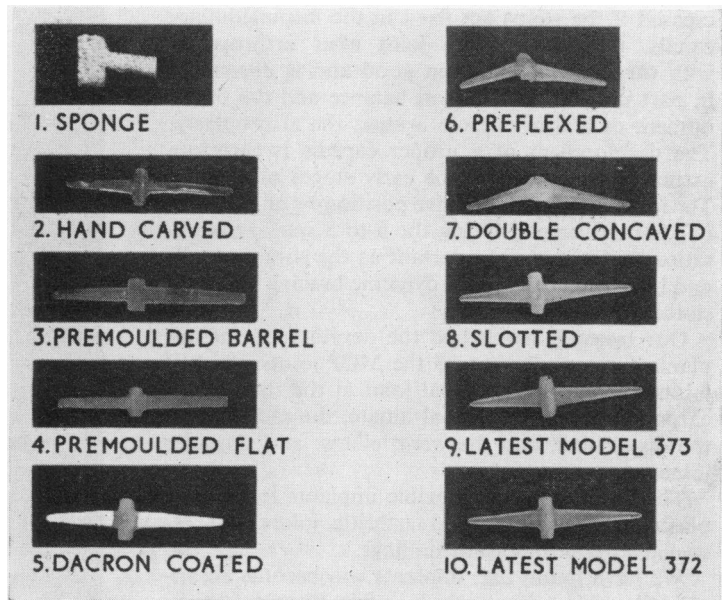 1. SPONGE
2. HAND CARVED
3. PREMOULDED BARREL
4. PREMOULDED FLAT
5. DACRON COATED
6. PREFLEXED
7. DOUBLE CONCAVED
8. SLOTTED
9. LATEST MODEL 373
10. LATEST MODEL 372